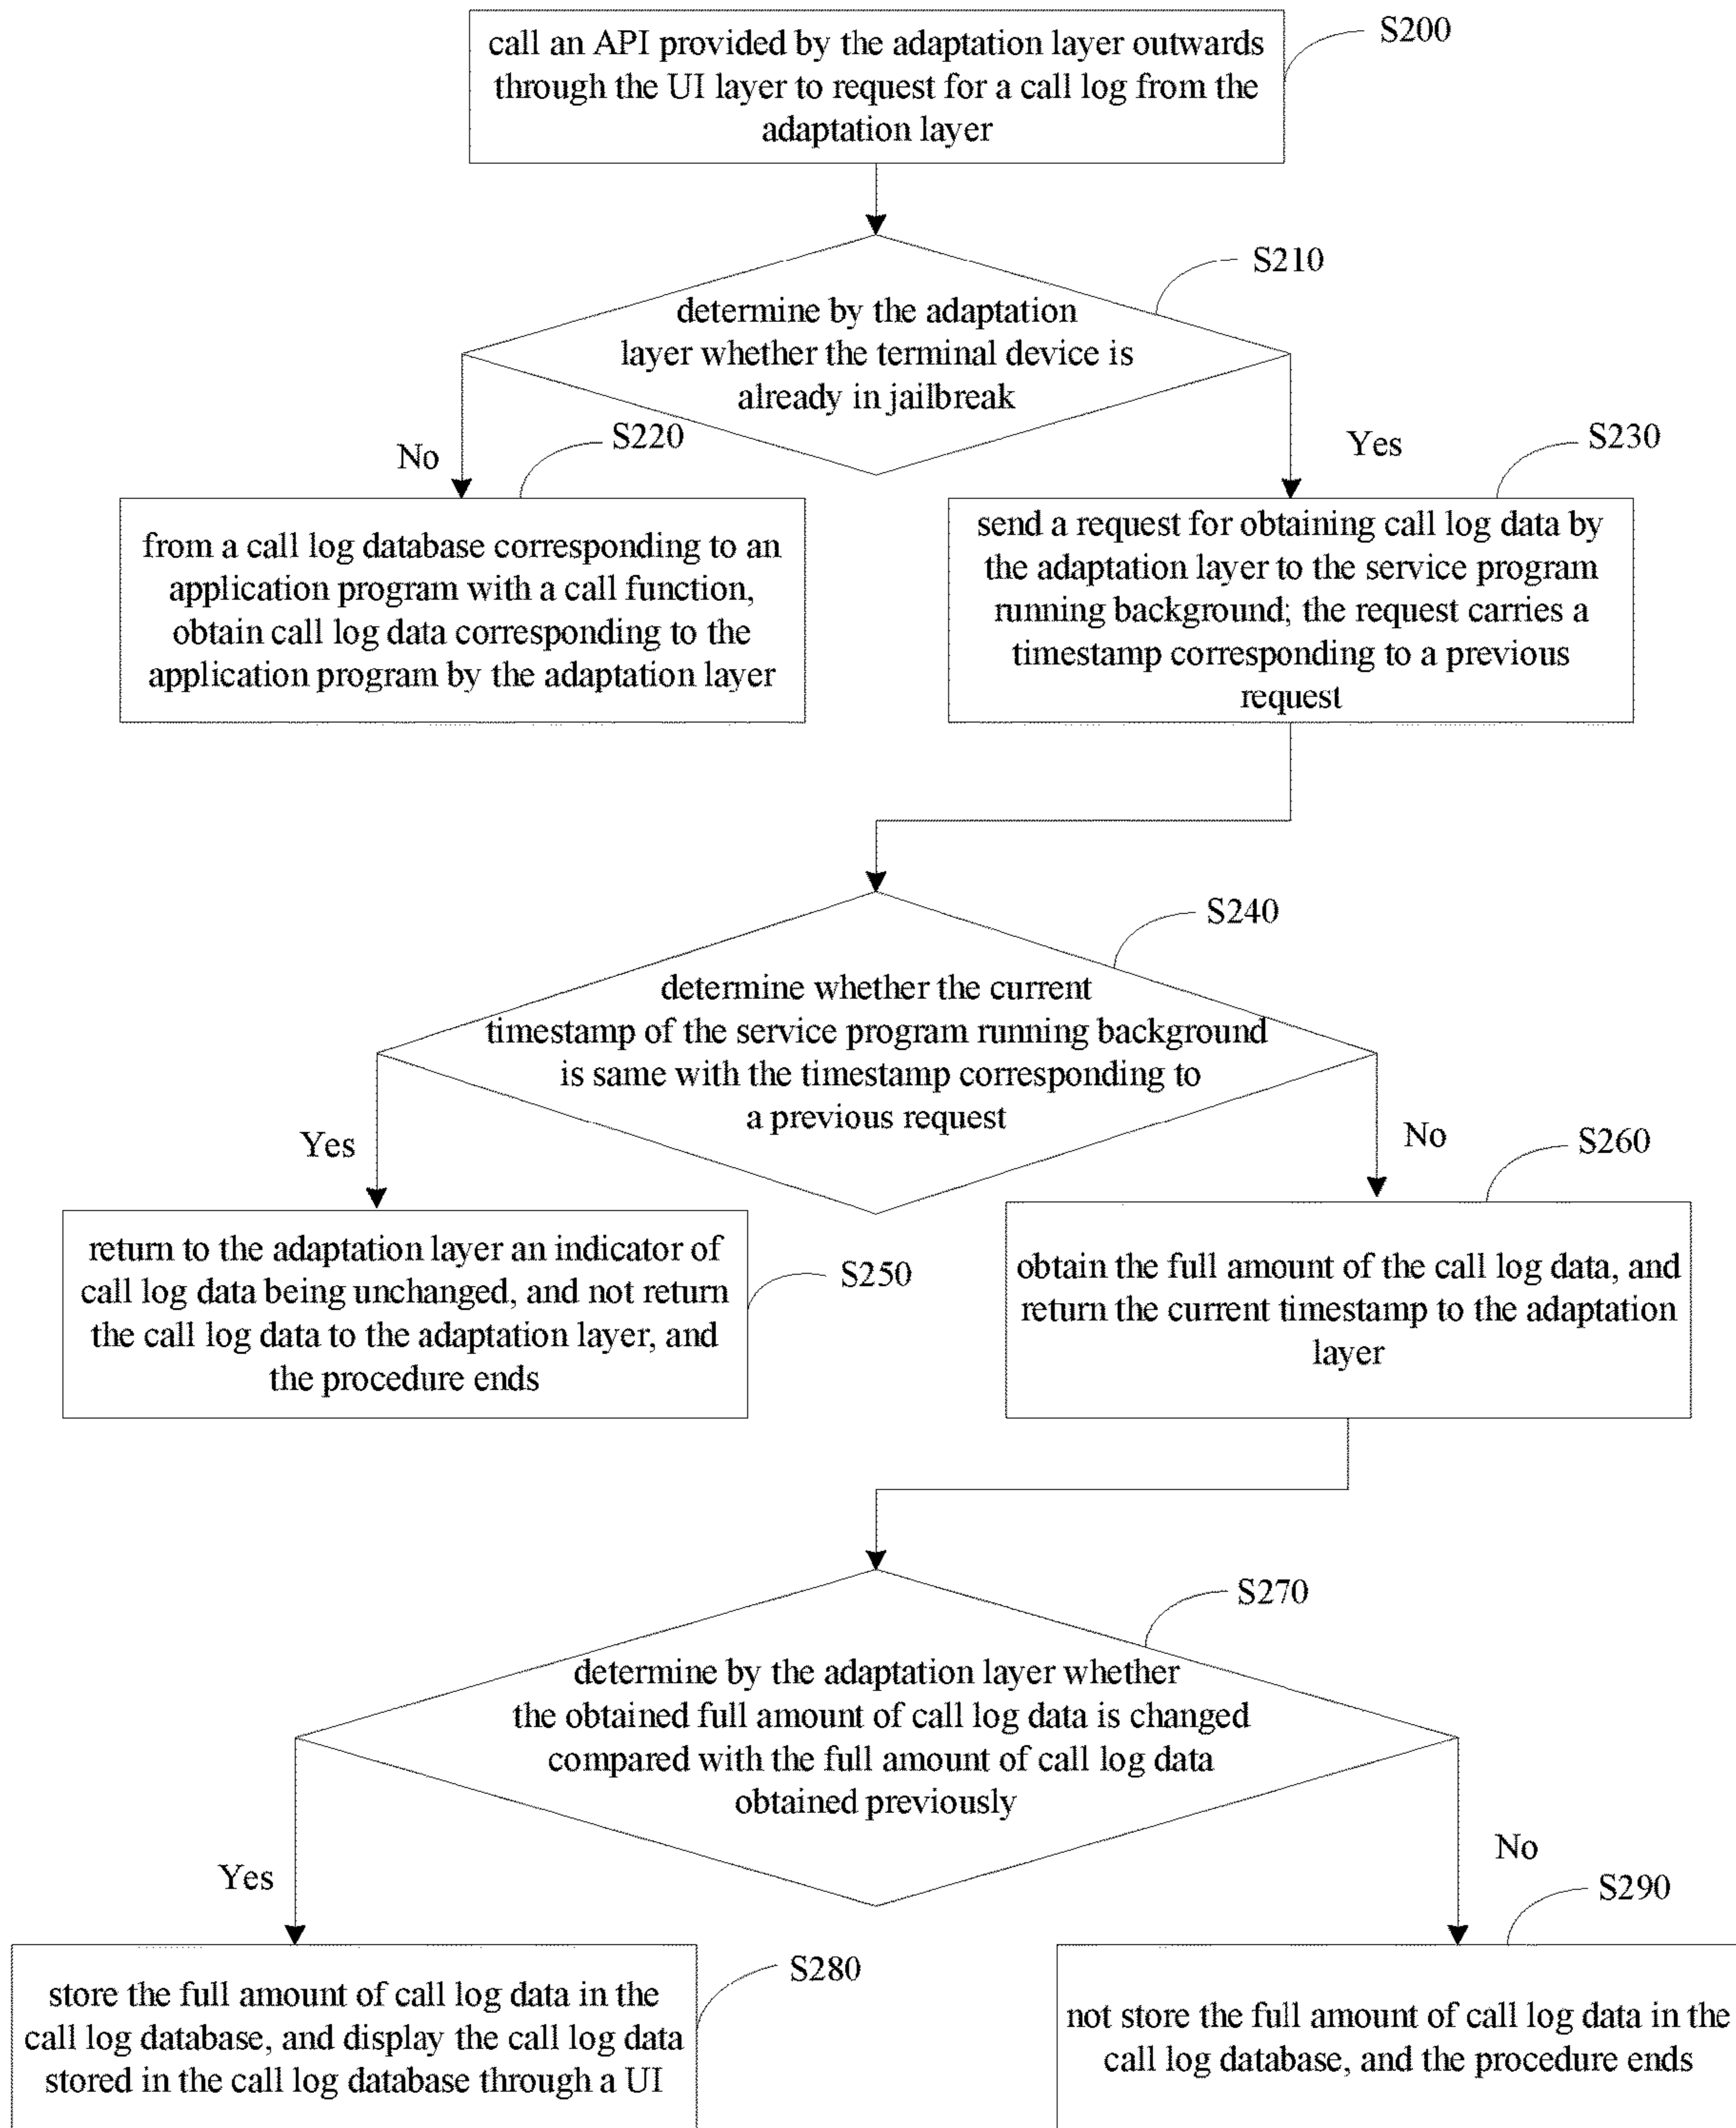 call an API provided by the adaptation layer outwards
through the UI layer to request for a call log from the
adaptation layer
S200
S210
determine by the adaptation
layer whether the terminal device is
already in jailbreak
No
S220
Yes
S230
from a call log database corresponding to an
application program with a call function,
obtain call log data corresponding to the
application program by the adaptation layer
send a request for obtaining call log data by
the adaptation layer to the service program
running background; the request carries a
timestamp corresponding to a previous
request
S240
determine whether the current
timestamp of the service program running background
is same with the timestamp corresponding to
a previous request
Yes
No
S260
return to the adaptation layer an indicator of
call log data being unchanged, and not return
the call log data to the adaptation layer, and
the procedure ends
S250
obtain the full amount of the call log data, and
return the current timestamp to the adaptation
layer
S270
determine by the adaptation layer whether
the obtained full amount of call log data is changed
compared with the full amount of call log data
obtained previously
Yes
No
S290
store the full amount of call log data in the
call log database, and display the call log data
stored in the call log database through a UI
S280
not store the full amount of call log data in the
call log database, and the procedure ends